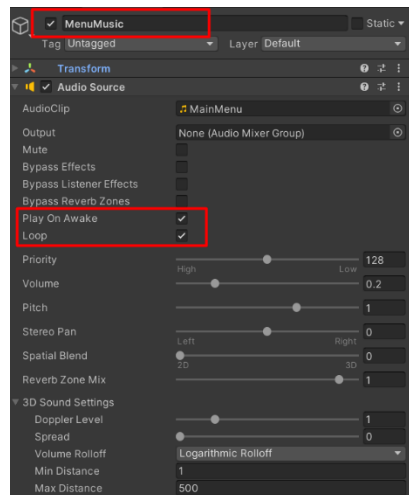 MenuMusic Static
Tag Untagged Layer Default
Transform
Audio Source
AudioClip MainMenu
Output None (Audio Mixer Group)
Mute
Bypass Effects
Bypass Listener Effects
Bypass Reverb Zones
Play On Awake
Loop
Priority 128
High Low
Volume 0.2
Pitch 1
Stereo Pan 0
Left Right
Spatial Blend 0
2D 3D
Reverb Zone Mix 1
3D Sound Settings
Doppler Level 1
Spread 0
Volume Rolloff Logarithmic Rolloff
Min Distance 1
Max Distance 500